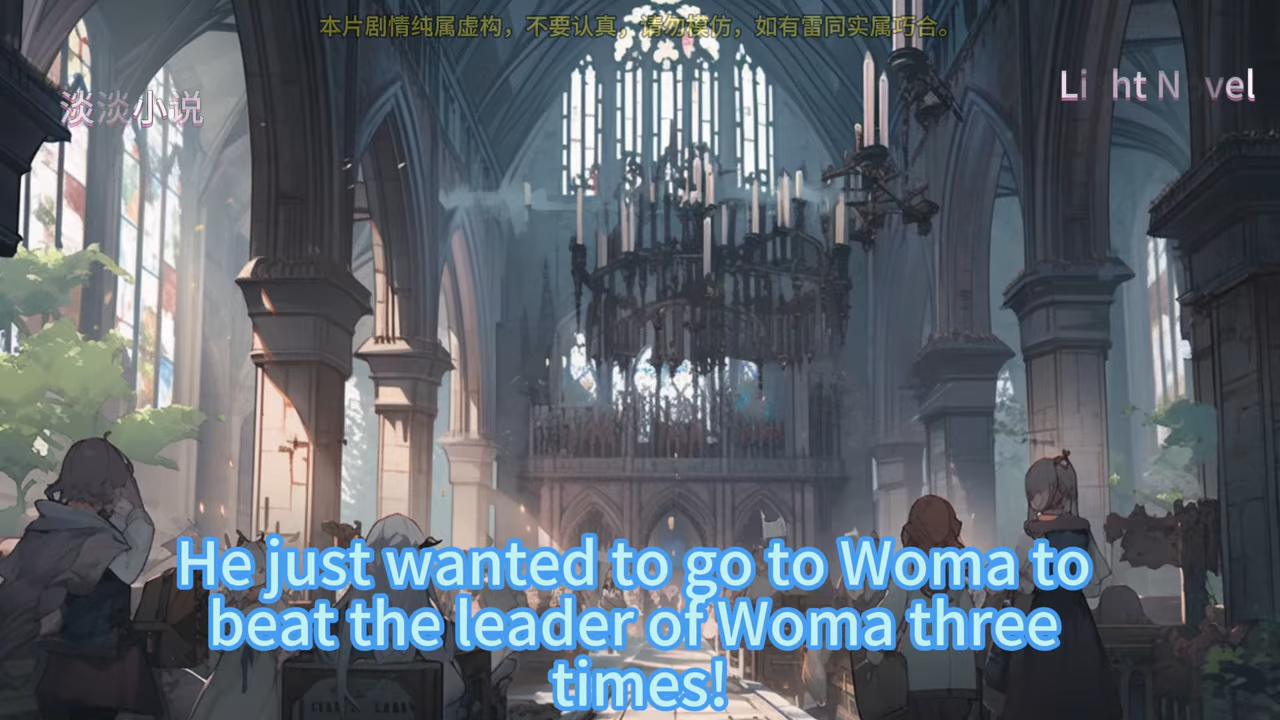 本片剧情纯属虚构，不要认真，请勿模仿，如有雷同实属巧合。
淡淡小说
Li ht N vel
He just wanted to go to Woma to
beat the leader of Woma three
times!